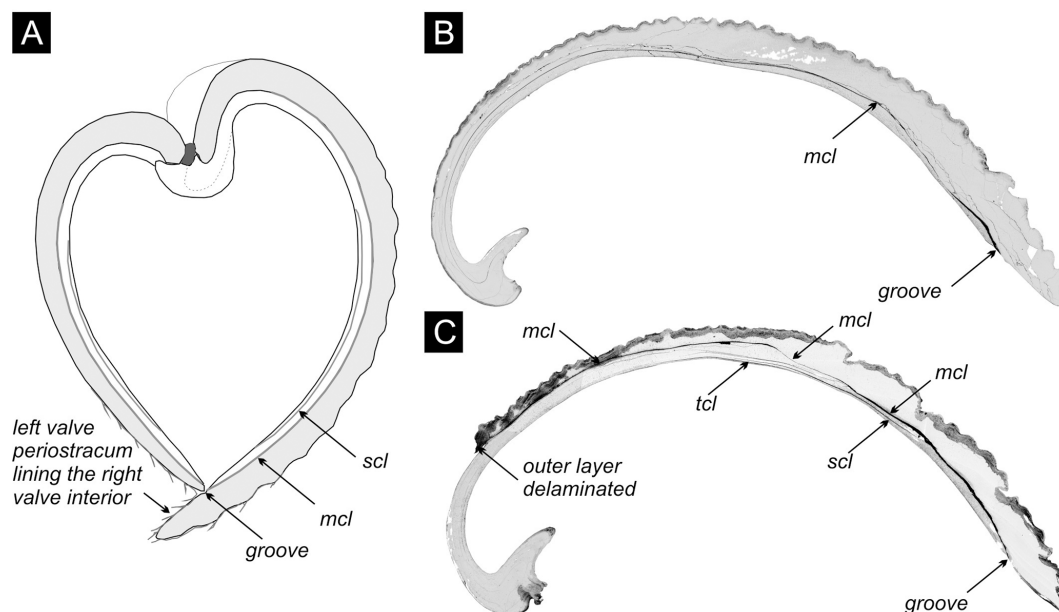 A
left valve
periostracum
lining the right
valve interior
scl
mcl
groove
B
mcl
groove
C
mcl
mcl
mcl
tcl
scl
outer layer
delaminated
groove